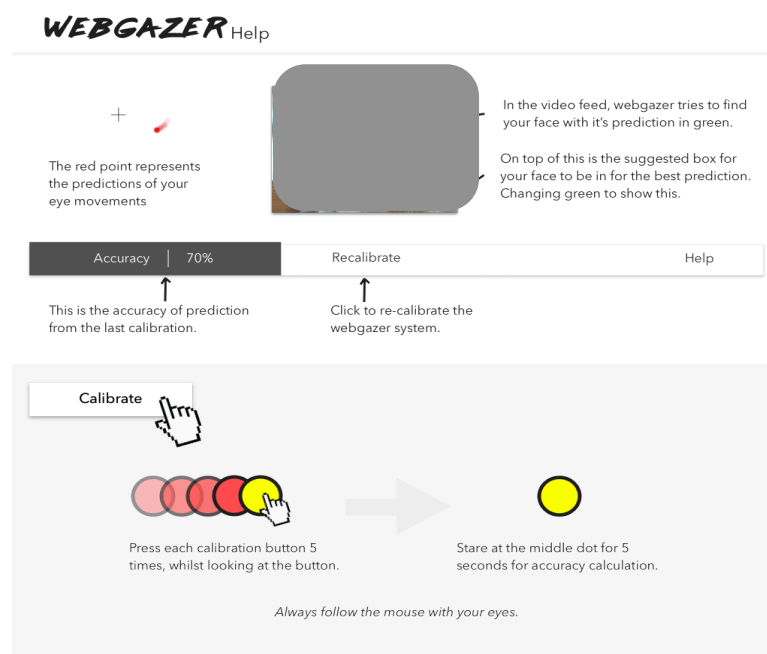 WEBGAZER Help
In the video feed, webgazer tries to find
your face with it's prediction in green.
On top of this is the suggested box for
your face to be in for the best prediction.
Changing green to show this.
The red point represents
the predictions of your
eye movements
Accuracy | 70%
Recalibrate
Help
This is the accuracy of prediction
from the last calibration.
Click to re-calibrate the
webgazer system.
Calibrate
Press each calibration button 5
times, whilst looking at the button.
Stare at the middle dot for 5
seconds for accuracy calculation.
Always follow the mouse with your eyes.